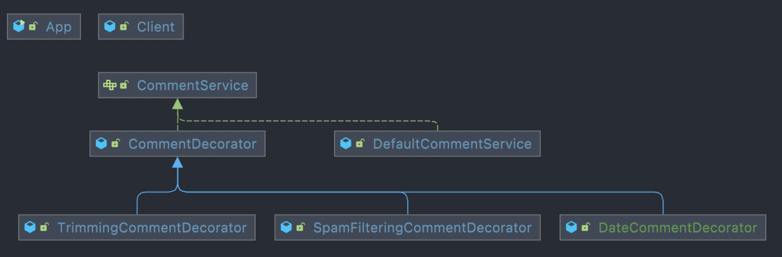 App
Client
CommentService
CommentDecorator
DefaultCommentService
TrimmingCommentDecorator
SpamFilteringCommentDecorator
DateCommentDecorator